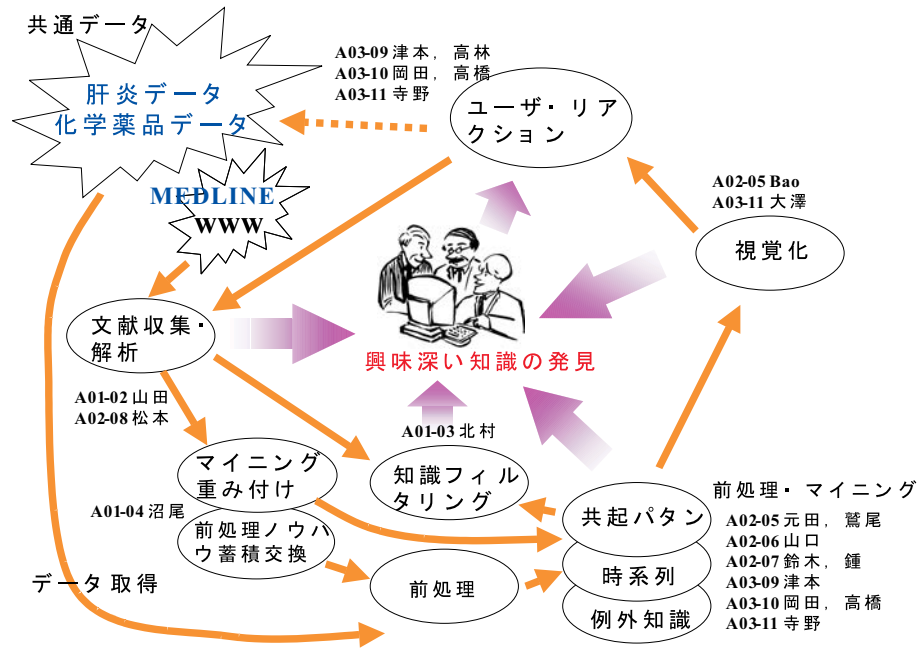 共通データ
肝炎データ
化学薬品データ
MEDLINE
WWW
A03-09 津本, 高林
A03-10 岡田, 高橋
A03-11 寺野
ユーザ・リア
クション
A02-05 Bao
A03-11 大澤
視覚化
文献収集・
解析
興味深い知識の発見
A01-02 山田
A02-08 松本
A01-03 北村
マイニング
重み付け
知識フィル
タリング
A01-04 沼尾
前処理ノウハ
ウ蓄積交換
データ取得
前処理
共起パタン
時系列
例外知識
前処理・マイニング
A02-05 元田, 鷲尾
A02-06 山口
A02-07 鈴木, 鍾
A03-09 津本
A03-10 岡田, 高橋
A03-11 寺野